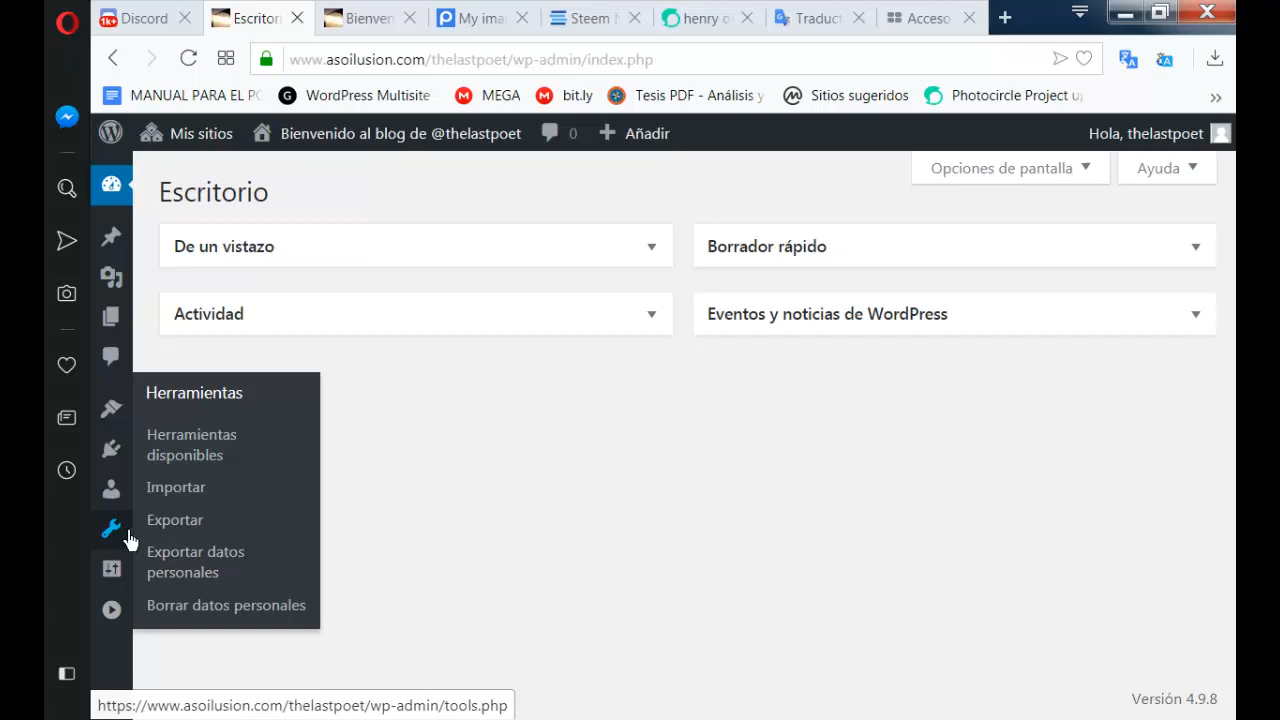 1K+ Discord
Escritori
Bienven
My ima
Steem M
henry o
Traduct
Acceso
www.asoilusion.com/thelastpoet/wp-admin/index.php
MANUAL PARA EL PC
WordPress Multisite
MEGA
bit.ly
Tesis PDF - Análisis y
Sitios sugeridos
Photocircle Project up
Mis sitios
Bienvenido al blog de @thelastpoet
0
Añadir
Hola, thelastpoet
Opciones de pantalla
Ayuda
Escritorio
De un vistazo
Borrador rápido
Actividad
Eventos y noticias de WordPress
Herramientas
Herramientas
disponibles
Importar
Exportar
Exportar datos
personales
Borrar datos personales
Versión 4.9.8
https://www.asoilusion.com/thelastpoet/wp-admin/tools.php